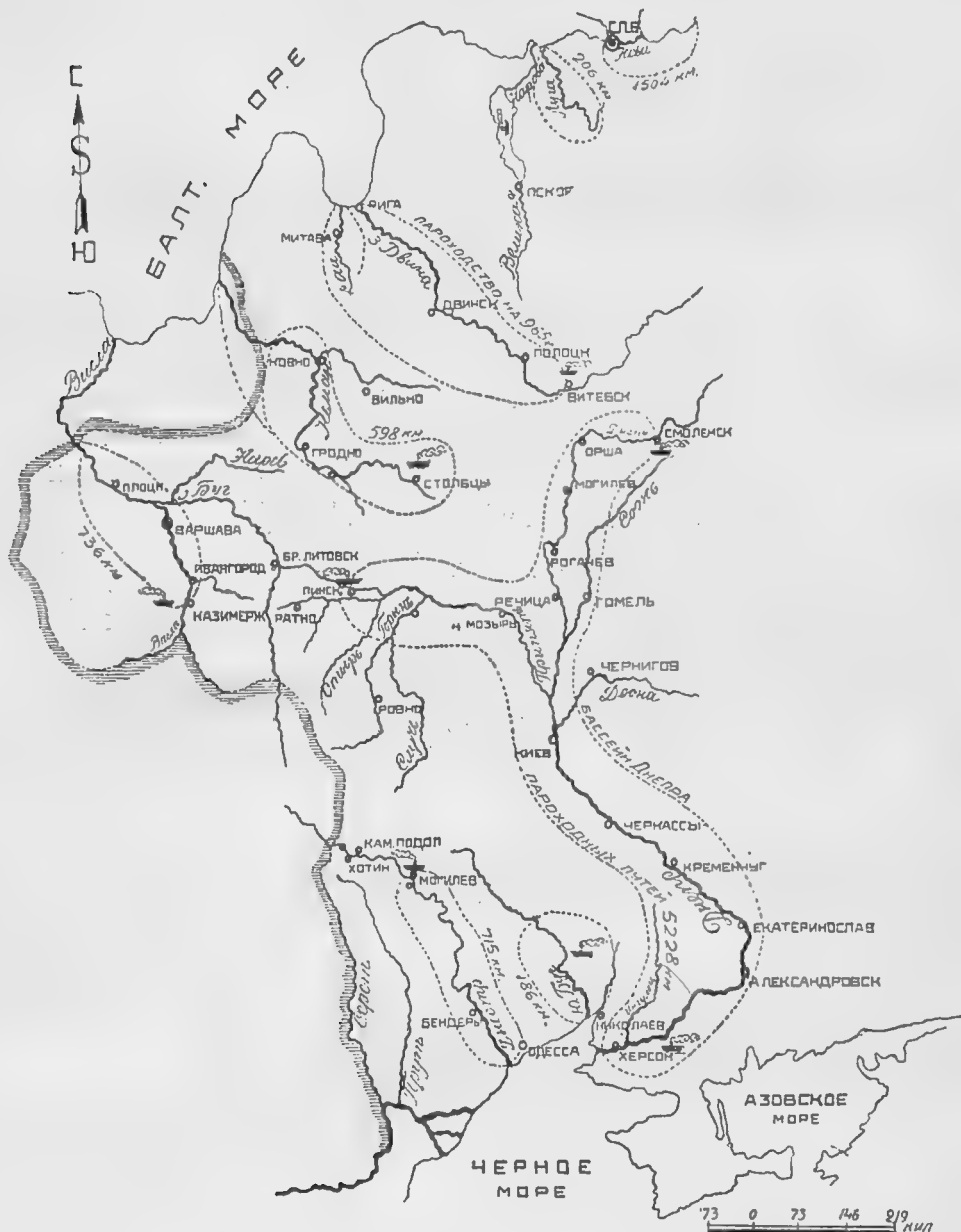 С.П.Б
Нева
1504 КМ.
206 КМ
Нарова
Луга
С
S
Ю
БАЛТ. МОРЕ
ПСКОВ
Великая
РИГА
МИТАВА
З. Двина
ПАРОХОДСТВО НА 965
ДВИНСК
ПОЛОЦК
ВИТЕБСК
Висла
КОВНО
Неман
ВИЛЬНО
598 КМ
ГРОДНО
СТОЛБЦЫ
Днепр
СМОЛЕНСК
ОРША
МОГИЛЕВ
Сожь
Нарев
ПЛОЦК
Буг
ВАРШАВА
736 КМ
ИВАНГОРОД
БР. ЛИТОВСК
РОГАЧЕВ
ПИНСК
РЕЧИЦА
ГОМЕЛЬ
КАЗИМЕРЖ
РАТНО
МОЗЫРЬ
Висла
Горынь
Припять
Стырь
ЧЕРНИГОВ
Десна
РОВНО
Случь
КИЕВ
БАССЕЙН ДНЕПРА
ПАРОХОДНЫХ ПУТЕЙ 5228 КМ
ЧЕРКАССЫ
КАМ. ПОДОЛ
ХОТИН
МОГИЛЕВ
КРЕМЕНЧУГ
Днепр
ЕКАТЕРИНОСЛАВ
715 КМ.
186 КМ.
Ю. Буг
АЛЕКСАНДРОВСК
Серет
Прут
БЕНДЕРЫ
Днестр
НИКОЛАЕВ
ОДЕССА
ХЕРСОН
АЗОВСКОЕ
МОРЕ
ЧЕРНОЕ
МОРЕ
73 0 73 146 219
КИЛ